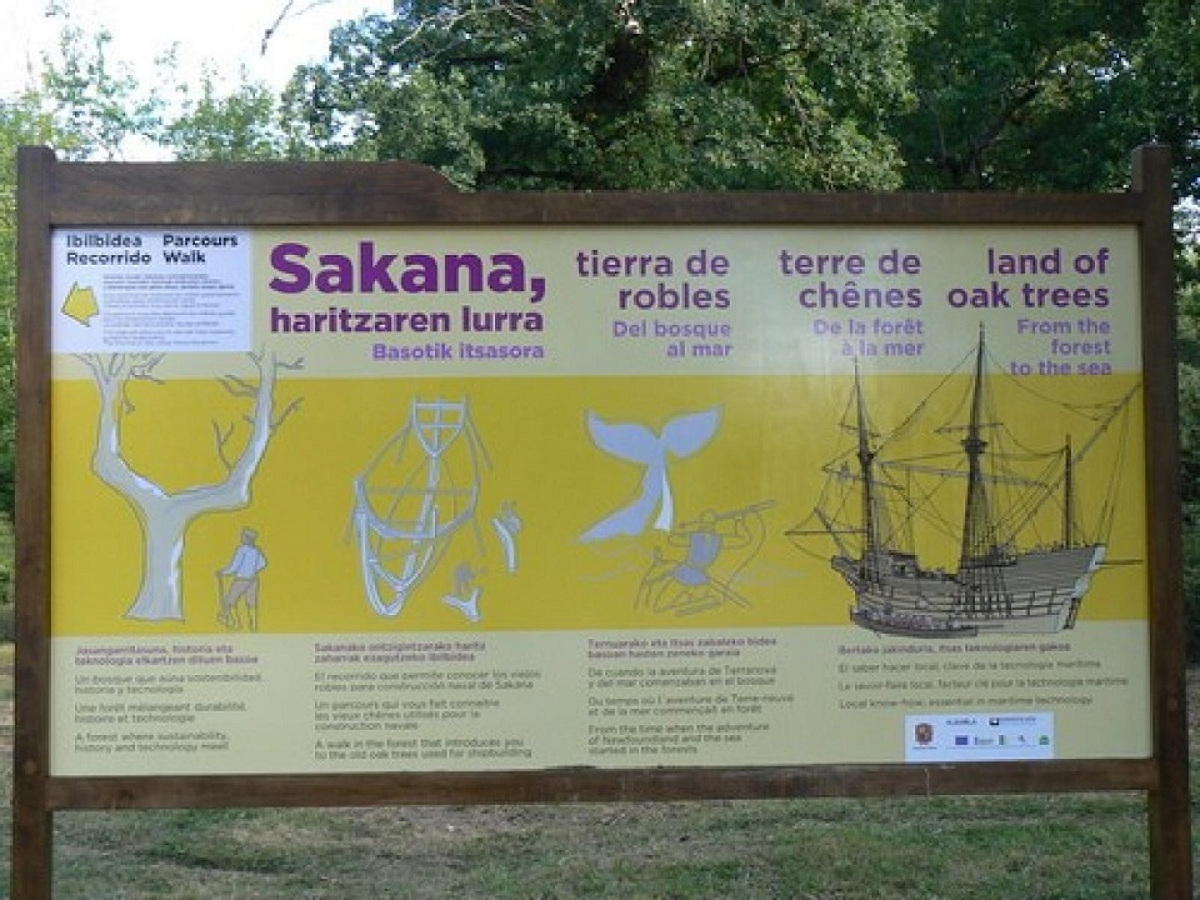 Ibilbidea Parcours
Recorrido Walk
Sakana,
haritzaren lurra
Basotik itsasora
tierra de
robles
Del bosque
al mar
terre de
chênes
De la forêt
à la mer
land of
oak trees
From the
forest
to the sea
Jasangarritasuna, historia eta
teknologia elkartzen dituen basoa
Un bosque que aúna sostenibilidad,
historia y tecnología
Une forêt mélangeant durabilité,
histoire et technologie
A forest where sustainability,
history and technology meet
Sakanako ontzigintzarako haritz
zaharrak ezagutzeko ibilbidea
El recorrido que permite conocer los viejos
robles para construcción naval de Sakana
Un parcours qui vous fait connaître
les vieux chênes utilisés pour la
construction navale
A walk in the forest that introduces you
to the old oak trees used for shipbuilding
Ternuarako eta itsas zabaleko bidea
basoan hasten zeneko garaia
De cuando la aventura de Terranova
y del mar comenzaban en el bosque
Du temps où l'aventure de Terre-neuve
et de la mer commençait en forêt
From the time when the adventure
of Newfoundland and the sea
started in the forests
Bertako jakinduria, itsas teknologiaren gakoa
El saber hacer local, clave de la tecnología marítima
Le savoir-faire local, facteur clé pour la technologie maritime
Local know-how, essential in maritime technology
ALBAOLA